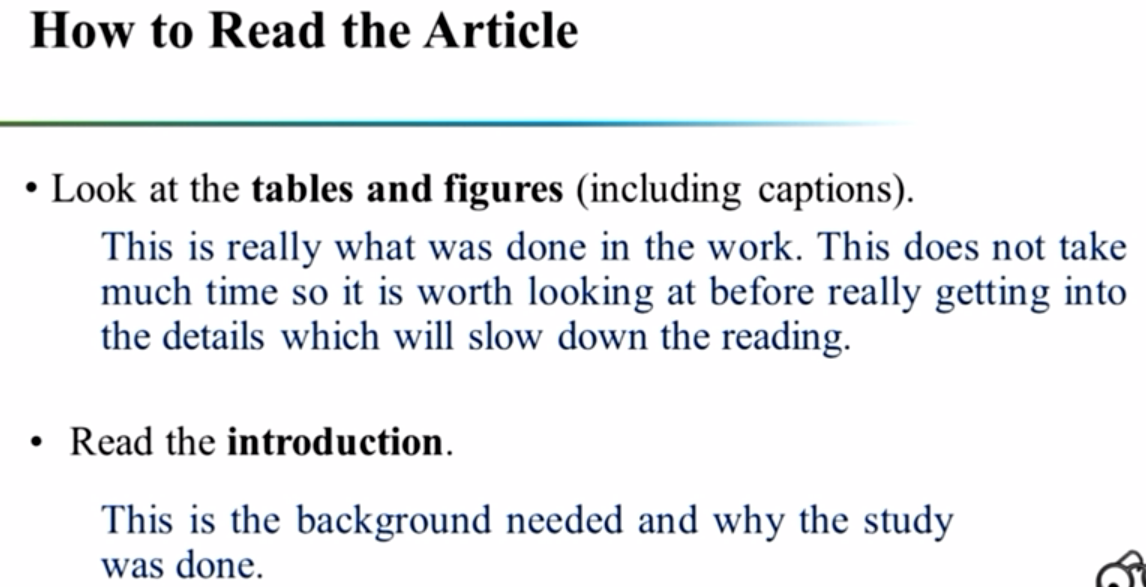 How to Read the Article
• Look at the tables and figures (including captions).
This is really what was done in the work. This does not take
much time so it is worth looking at before really getting into
the details which will slow down the reading.
• Read the introduction.
This is the background needed and why the study
was done.